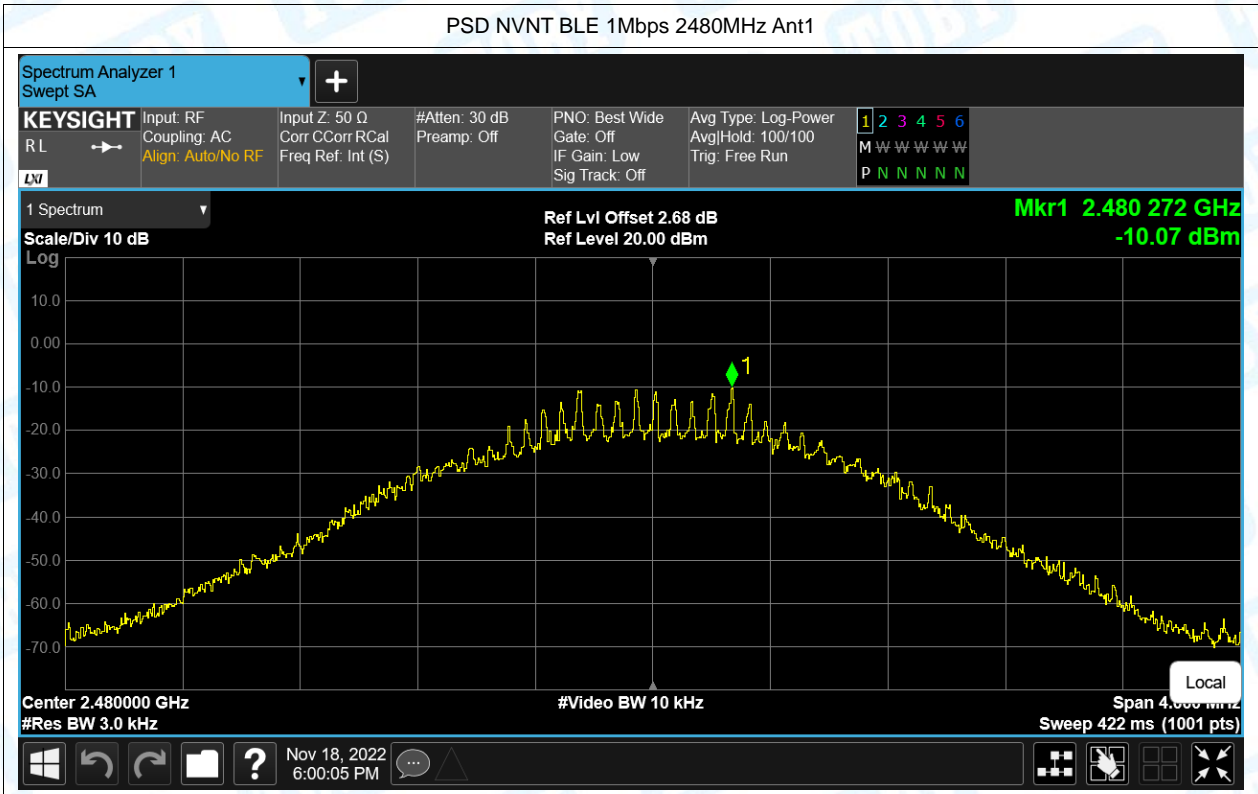 PSD NVNT BLE 1Mbps 2480MHz Ant1
Spectrum Analyzer 1
Swept SA
KEYSIGHT
R L
LXI
Input: RF
Coupling: AC
Align: Auto/No RF
Input Z: 50 Ω
Corr CCorr RCal
Freq Ref: Int (S)
#Atten: 30 dB
Preamp: Off
PNO: Best Wide
Gate: Off
IF Gain: Low
Sig Track: Off
Avg Type: Log-Power
Avg|Hold: 100/100
Trig: Free Run
1 2 3 4 5 6
M W W W W W
P N N N N N
1 Spectrum
Scale/Div 10 dB
Ref Lvl Offset 2.68 dB
Ref Level 20.00 dBm
Mkr1 2.480 272 GHz
-10.07 dBm
Log
10.0
0.00
-10.0
-20.0
-30.0
-40.0
-50.0
-60.0
-70.0
1
Local
Center 2.480000 GHz
#Res BW 3.0 kHz
#Video BW 10 kHz
Span
Sweep 422 ms (1001 pts)
?
Nov 18, 2022
6:00:05 PM